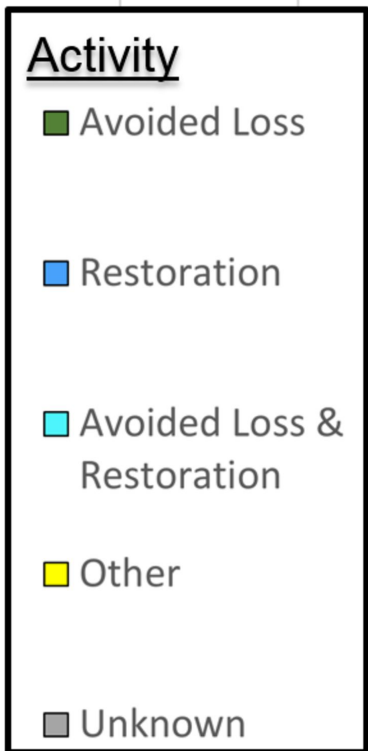 Activity
Avoided Loss
Restoration
Avoided Loss &
Restoration
Other
Unknown